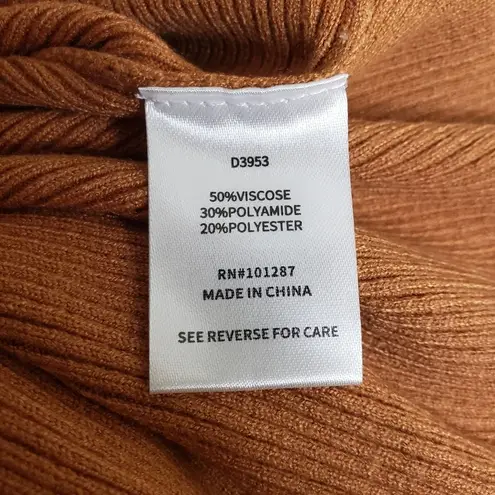 D3953
50%VISCOSE
30%POLYAMIDE
20%POLYESTER
RN#101287
MADE IN CHINA
SEE REVERSE FOR CARE